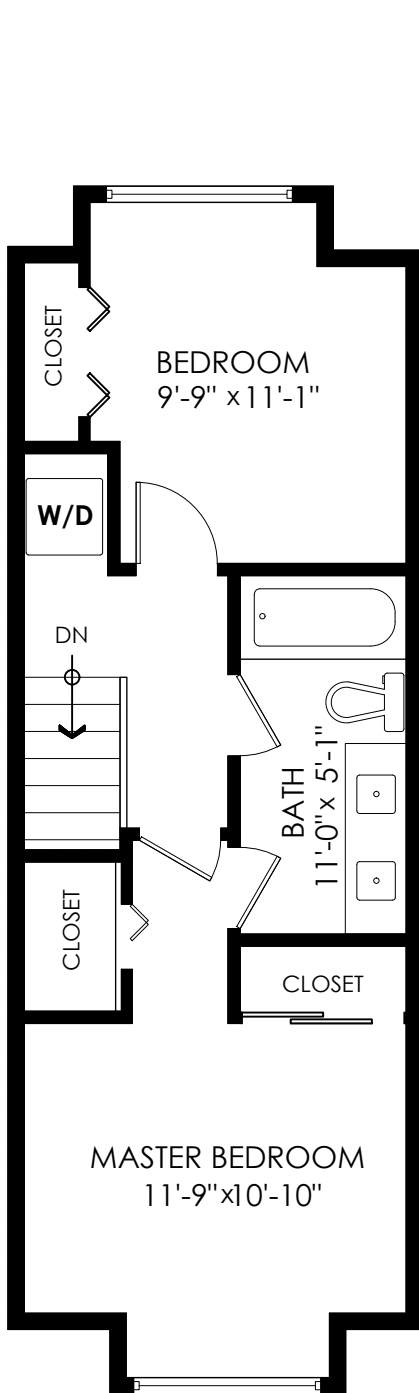 CLOSET
BEDROOM
9'-9" x 11'-1"
W/D
DN
BATH
11'-0" x 5'-1"
CLOSET
CLOSET
MASTER BEDROOM
11'-9"x10'-10"